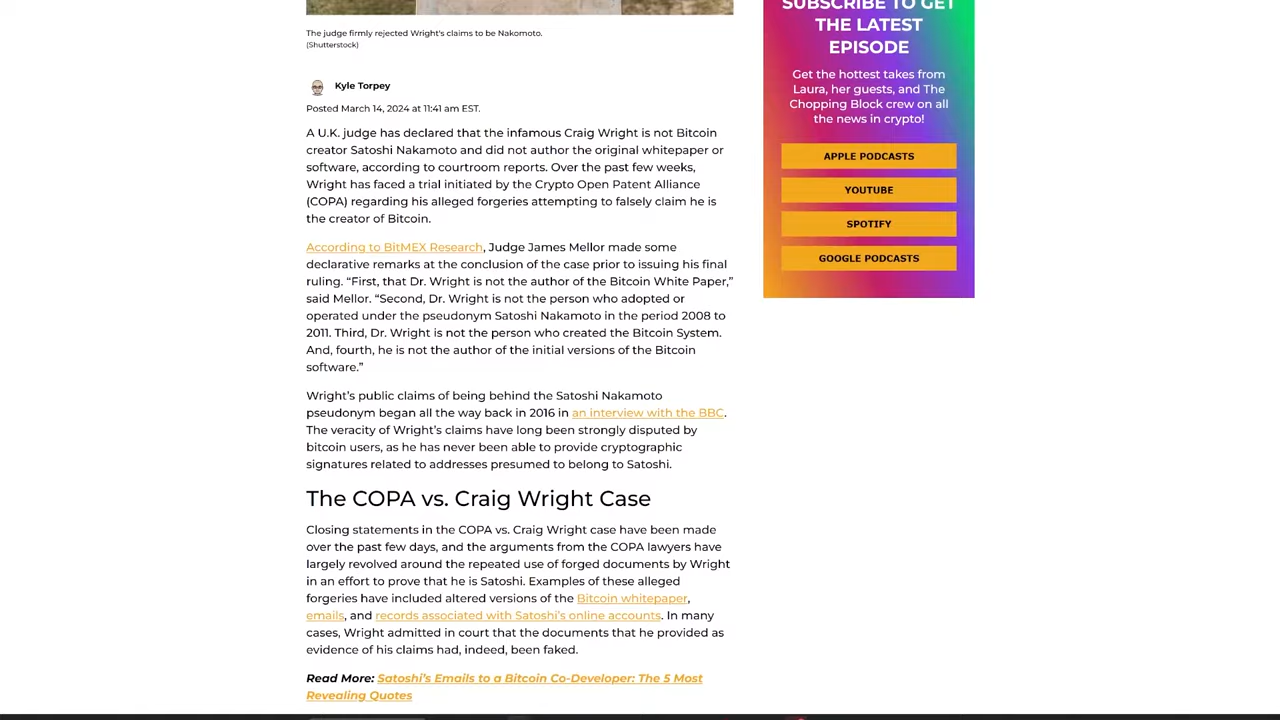 The judge firmly rejected Wright's claims to be Nakomoto.
(Shutterstock)
Kyle Torpey
Posted March 14, 2024 at 11:41 am EST.
A U.K. judge has declared that the infamous Craig Wright is not Bitcoin
creator Satoshi Nakamoto and did not author the original whitepaper or
software, according to courtroom reports. Over the past few weeks,
Wright has faced a trial initiated by the Crypto Open Patent Alliance
(COPA) regarding his alleged forgeries attempting to falsely claim he is
the creator of Bitcoin.
According to BitMEX Research, Judge James Mellor made some
declarative remarks at the conclusion of the case prior to issuing his final
ruling. “First, that Dr. Wright is not the author of the Bitcoin White Paper,”
said Mellor. “Second, Dr. Wright is not the person who adopted or
operated under the pseudonym Satoshi Nakamoto in the period 2008 to
2011. Third, Dr. Wright is not the person who created the Bitcoin System.
And, fourth, he is not the author of the initial versions of the Bitcoin
software.”
Wright’s public claims of being behind the Satoshi Nakamoto
pseudonym began all the way back in 2016 in an interview with the BBC.
The veracity of Wright’s claims have long been strongly disputed by
bitcoin users, as he has never been able to provide cryptographic
signatures related to addresses presumed to belong to Satoshi.
The COPA vs. Craig Wright Case
Closing statements in the COPA vs. Craig Wright case have been made
over the past few days, and the arguments from the COPA lawyers have
largely revolved around the repeated use of forged documents by Wright
in an effort to prove that he is Satoshi. Examples of these alleged
forgeries have included altered versions of the Bitcoin whitepaper,
emails, and records associated with Satoshi’s online accounts. In many
cases, Wright admitted in court that the documents that he provided as
evidence of his claims had, indeed, been faked.
Read More: Satoshi’s Emails to a Bitcoin Co-Developer: The 5 Most
Revealing Quotes
SUBSCRIBE TO GET
THE LATEST
EPISODE
Get the hottest takes from
Laura, her guests, and The
Chopping Block crew on all
the news in crypto!
APPLE PODCASTS
YOUTUBE
SPOTIFY
GOOGLE PODCASTS